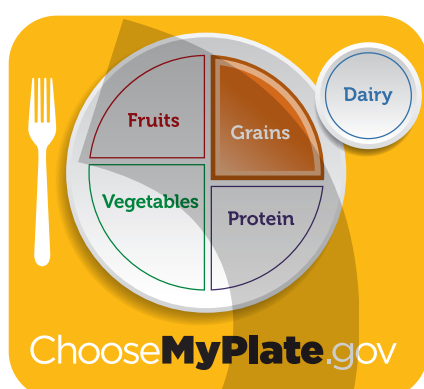 Fruits
Grains
Dairy
Vegetables
Protein
ChooseMyPlate.gov